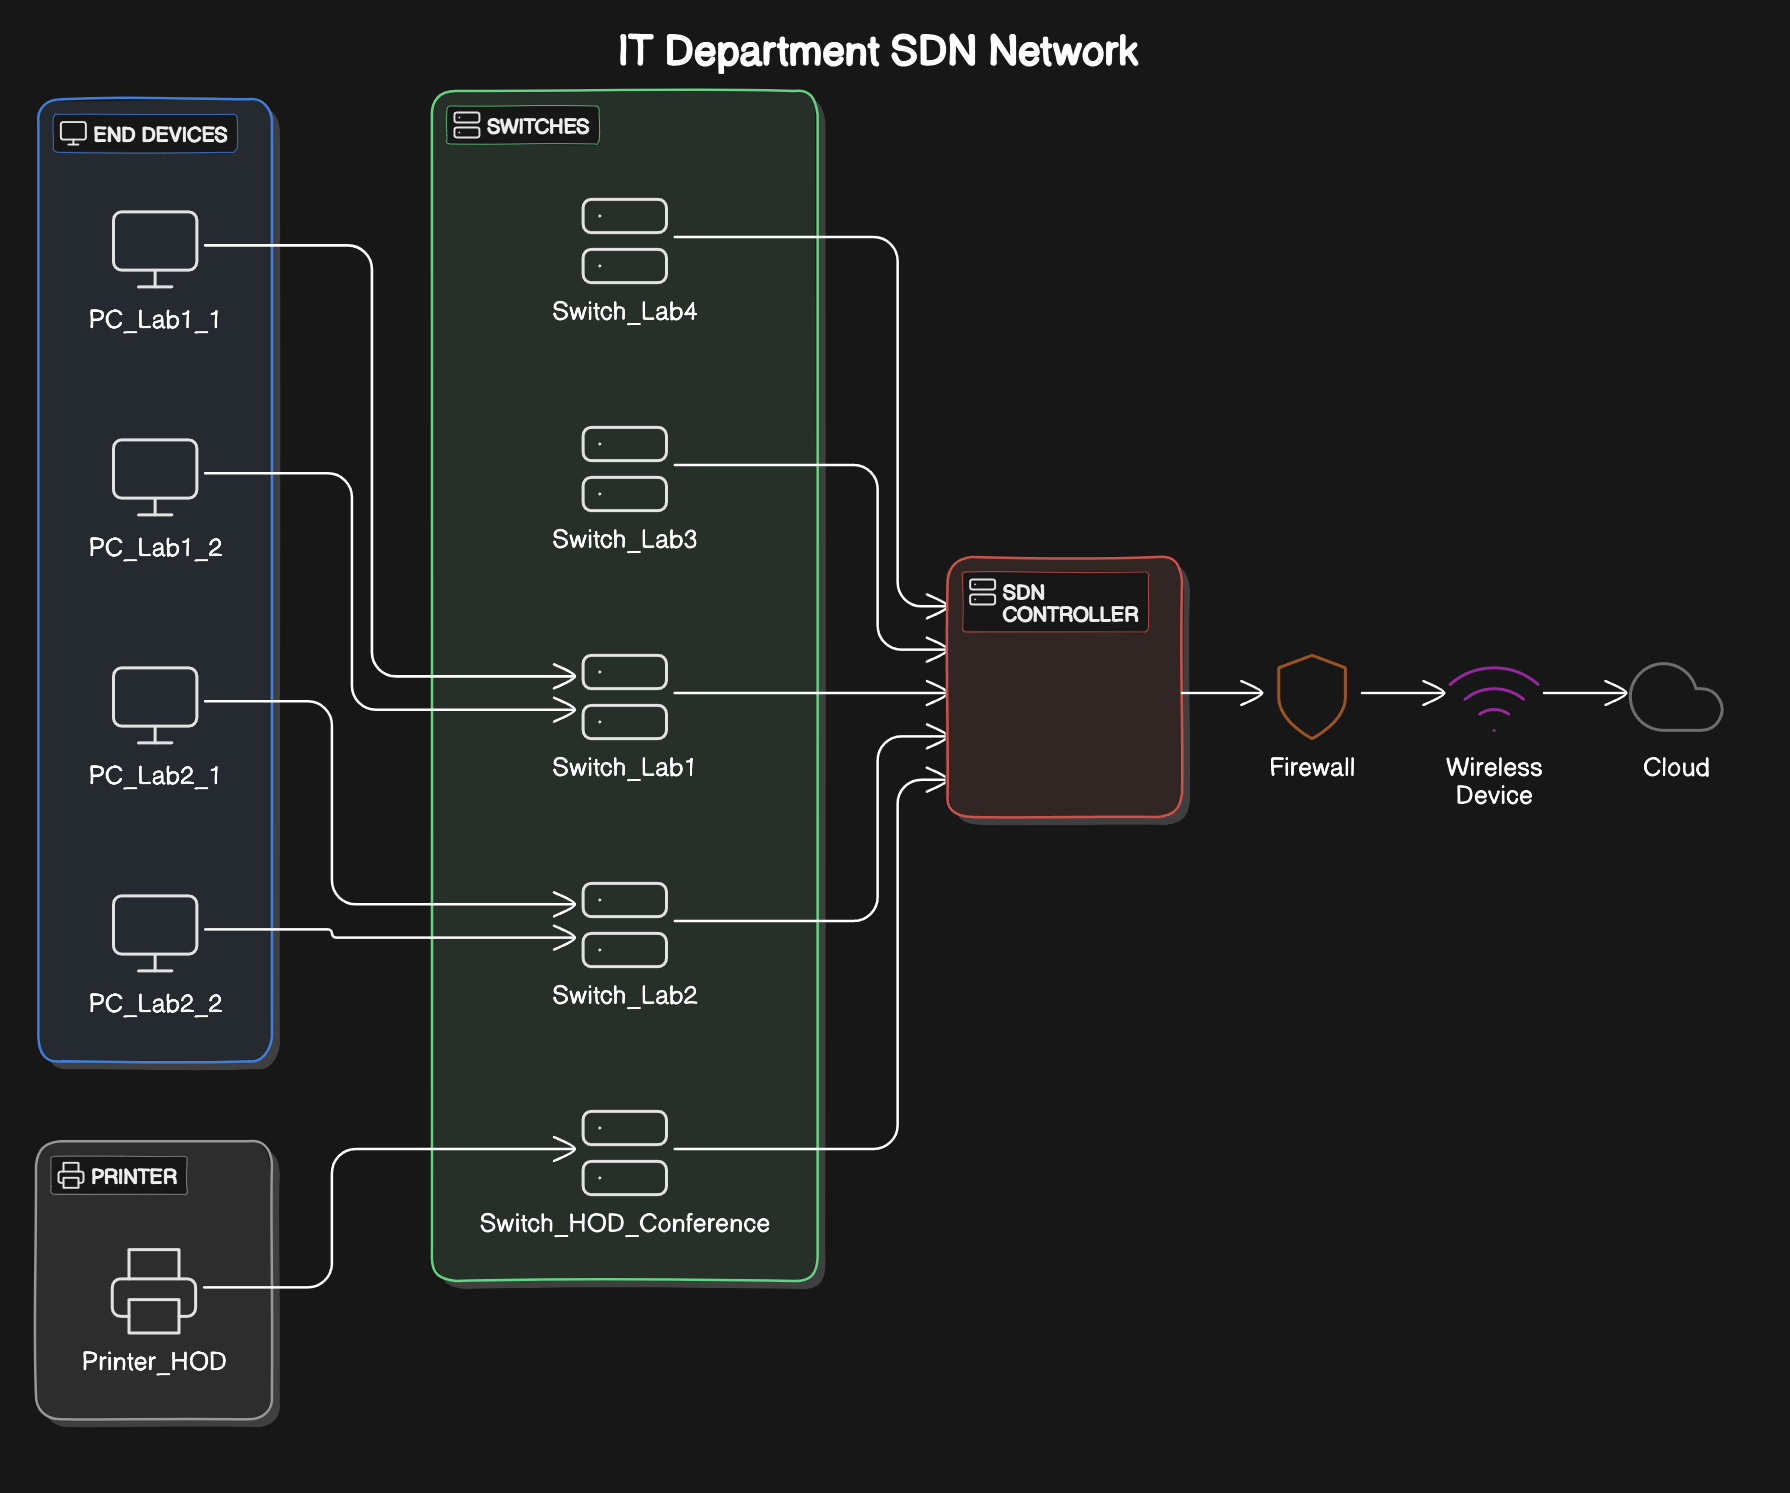 IT Department SDN Network
END DEVICES
PC_Lab1_1
PC_Lab1_2
PC_Lab2_1
PC_Lab2_2
PRINTER
Printer_HOD
SWITCHES
Switch_Lab4
Switch_Lab3
Switch_Lab1
Switch_Lab2
Switch_HOD_Conference
SDN
CONTROLLER
Firewall
Wireless
Device
Cloud